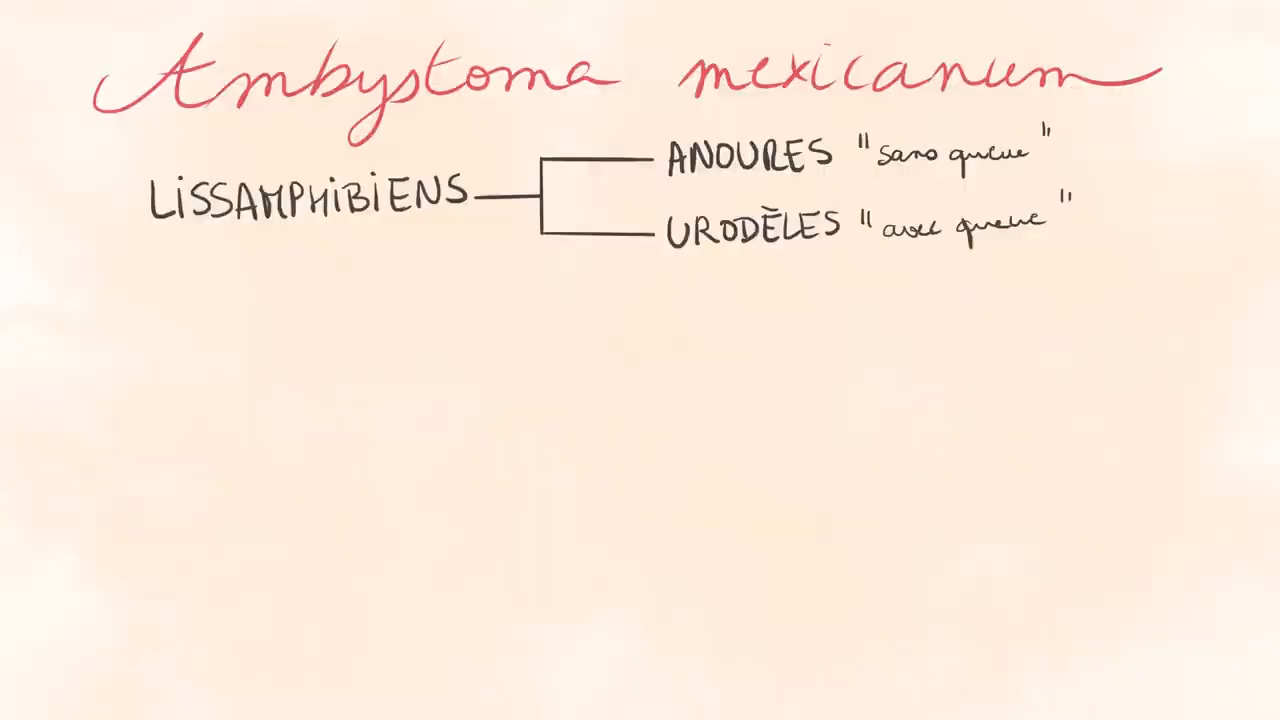 Ambystoma mexicanum
ANOURES "sans queue"
LiSSAMPHiBiENS
URODÈLES "avec queue"